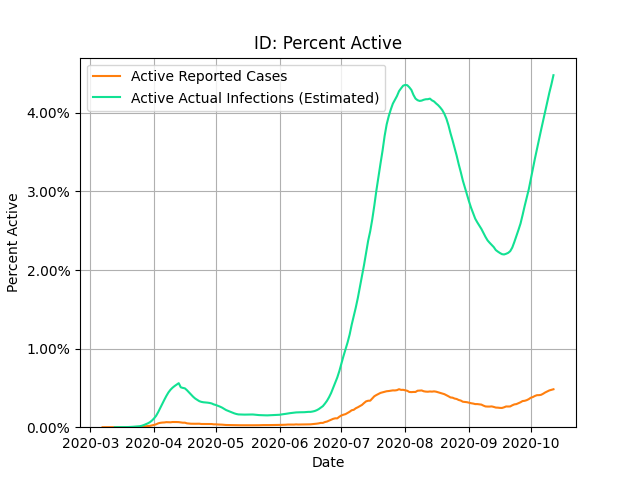 ID: Percent Active
Active Reported Cases
Active Actual Infections (Estimated)
Percent Active
4.00%
3.00%
2.00%
1.00%
0.00%
2020-03 2020-04 2020-05 2020-06 2020-07 2020-08 2020-09 2020-10
Date